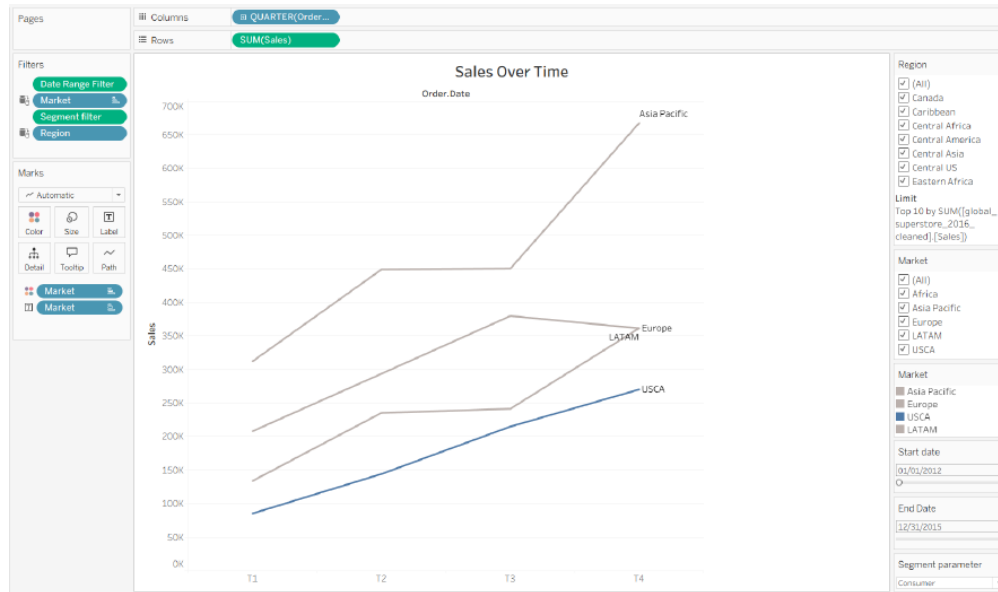 Pages
Columns
QUARTER(Order...
Rows
SUM(Sales)
Filters
Date Range Filter
Market
Segment filter
Region
Marks
Automatic
Color
Size
Label
Detail
Tooltip
Path
Market
Market
Sales Over Time
Order.Date
Sales
700K
650K
600K
550K
500K
450K
400K
350K
300K
250K
200K
150K
100K
50K
0K
T1
T2
T3
T4
Asia Pacific
Europe
LATAM
USCA
Region
(All)
Canada
Caribbean
Central Africa
Central America
Central Asia
Central US
Eastern Africa
Limit
Top 10 by SUM([global_
superstore_2016_
cleaned].[Sales])
Market
(All)
Africa
Asia Pacific
Europe
LATAM
USCA
Market
Asia Pacific
Europe
USCA
LATAM
Start date
01/01/2012
End Date
12/31/2015
Segment parameter
Consumer